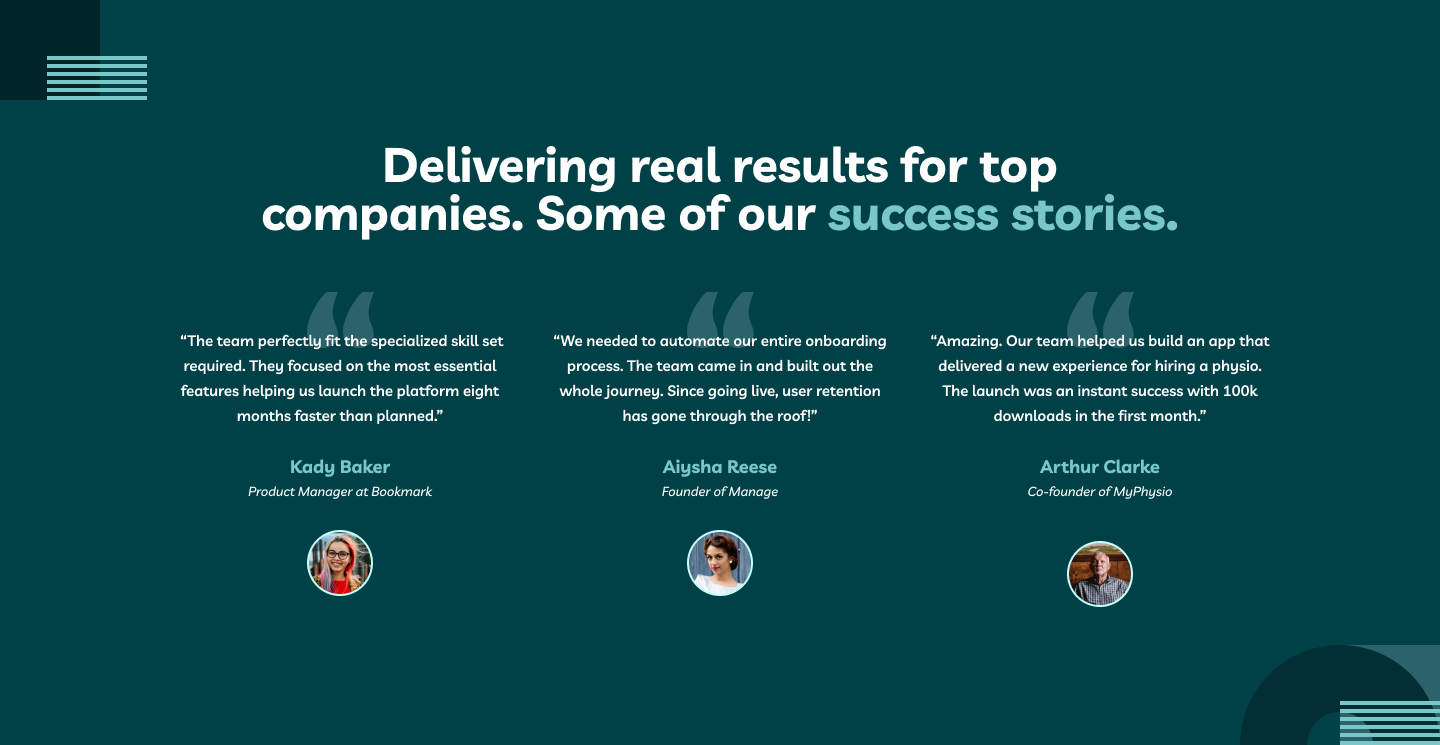 Delivering real results for top
companies. Some of our success stories.
“The team perfectly fit the specialized skill set
required. They focused on the most essential
features helping us launch the platform eight
months faster than planned.”
Kady Baker
Product Manager at Bookmark
“We needed to automate our entire onboarding
process. The team came in and built out the
whole journey. Since going live, user retention
has gone through the roof!”
Aiysha Reese
Founder of Manage
“Amazing. Our team helped us build an app that
delivered a new experience for hiring a physio.
The launch was an instant success with 100k
downloads in the first month.”
Arthur Clarke
Co-founder of MyPhysio